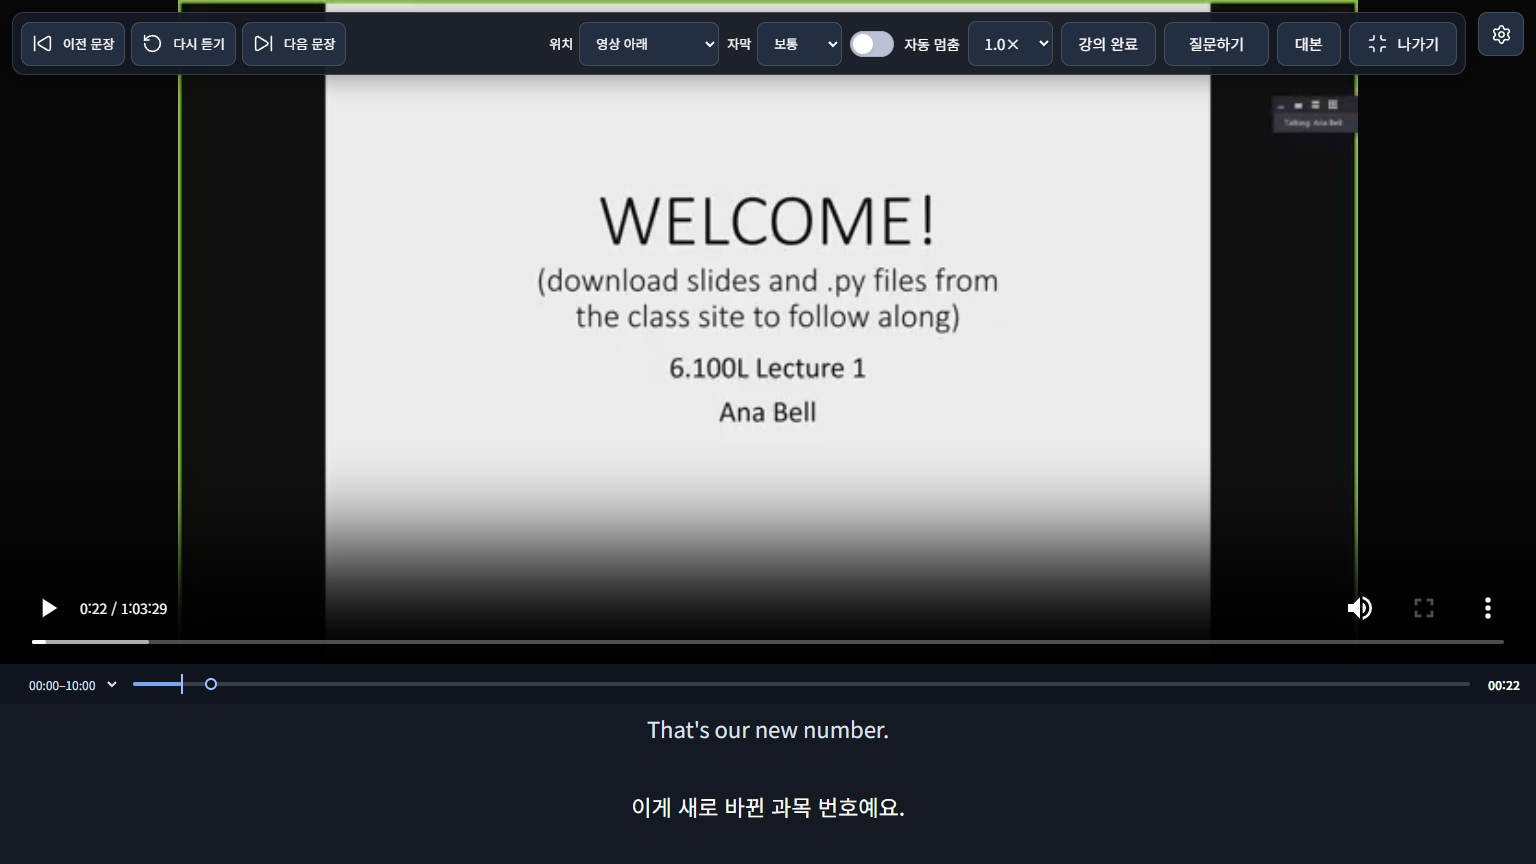 이전 문장 다시 듣기 다음 문장 위치 영상 아래 자막 보통 자동 멈춤 1.0× 강의 완료 질문하기 대본 나가기
Talking: Ana Bell
WELCOME!
(download slides and .py files from
the class site to follow along)
6.100L Lecture 1
Ana Bell
0:22 / 1:03:29
00:00–10:00 00:22
That's our new number.
이게 새로 바뀐 과목 번호예요.